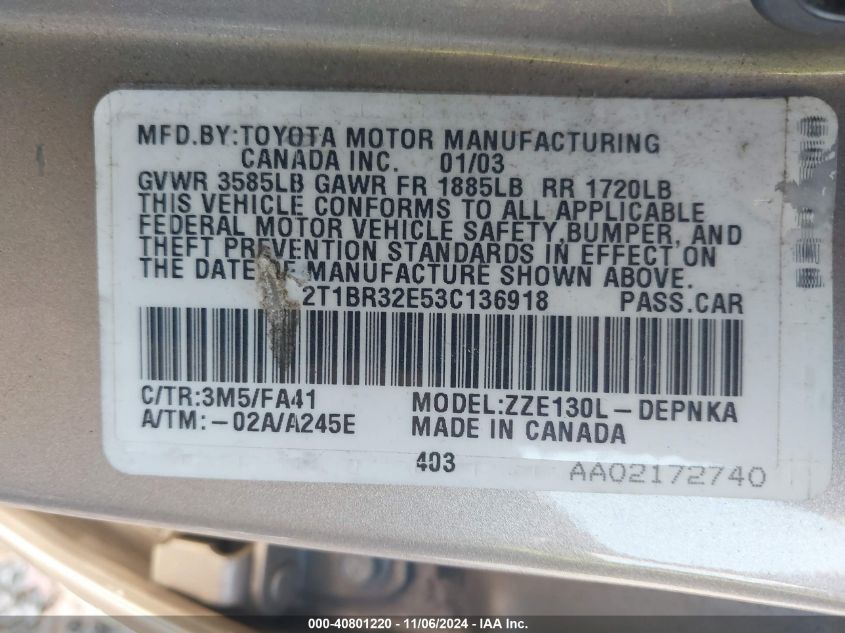 MFD.BY:TOYOTA MOTOR MANUFACTURING
CANADA INC. 01/03
GVWR 3585LB GAWR FR 1885LB RR 1720LB
THIS VEHICLE CONFORMS TO ALL APPLICABLE
FEDERAL MOTOR VEHICLE SAFETY,BUMPER, AND
THEFT PREVENTION STANDARDS IN EFFECT ON
THE DATE OF MANUFACTURE SHOWN ABOVE.
2T1BR32E53C136918 PASS.CAR
C/TR:3M5/FA41 MODEL:ZZE130L-DEPNKA
A/TM:-02A/A245E MADE IN CANADA
403
AA02172740
000-40801220 - 11/06/2024 - IAA Inc.